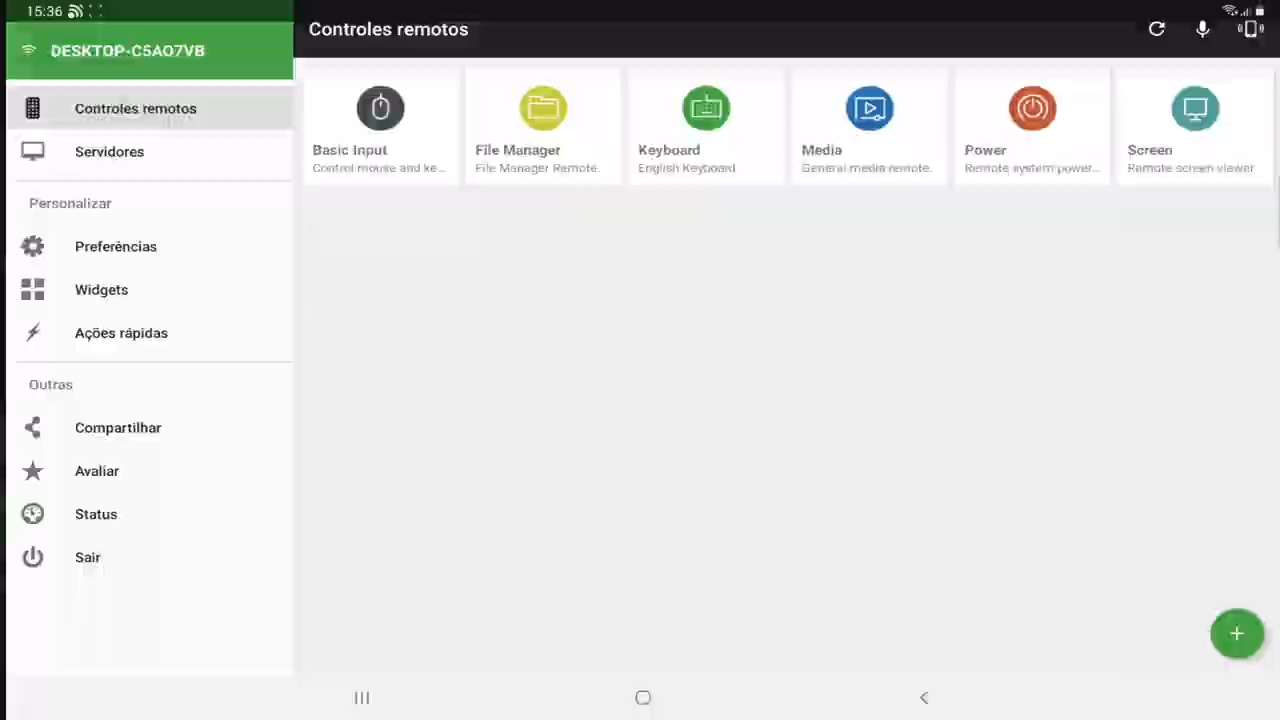 15:36
DESKTOP-C5AO7VB
Controles remotos
Controles remotos
Servidores
Personalizar
Preferências
Widgets
Ações rápidas
Outras
Compartilhar
Avaliar
Status
Sair
Basic Input
Control mouse and ke...
File Manager
File Manager Remote.
Keyboard
English Keyboard
Media
General media remote.
Power
Remote system power...
Screen
Remote screen viewer